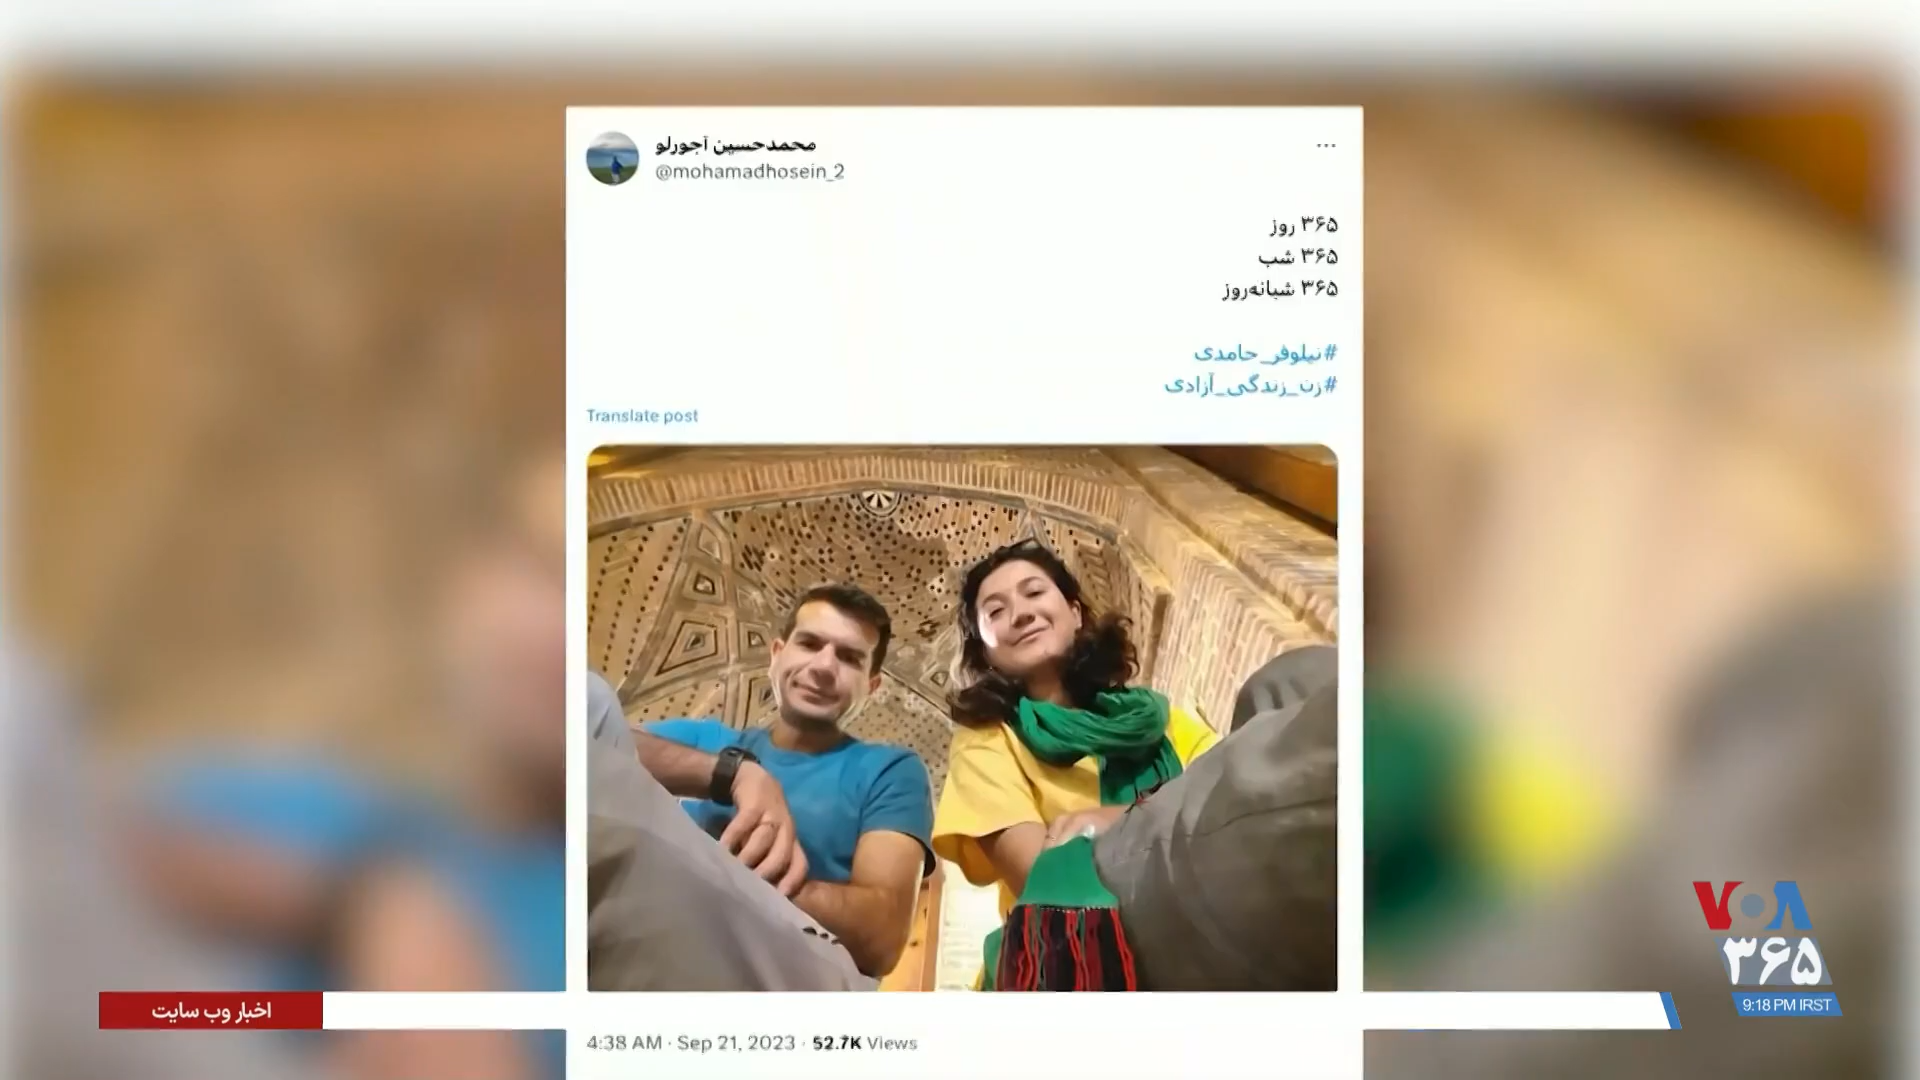 محمدحسین آجورلو
@mohamadhosein_2
۳۶۵ روز
۳۶۵ شب
۳۶۵ شبانه‌روز
#نیلوفر_حامدی
#زن_زندگی_آزادی
Translate post
VOA
۳۶۵
9:18 PM IRST
اخبار وب سایت
4:38 AM · Sep 21, 2023 · 52.7K Views